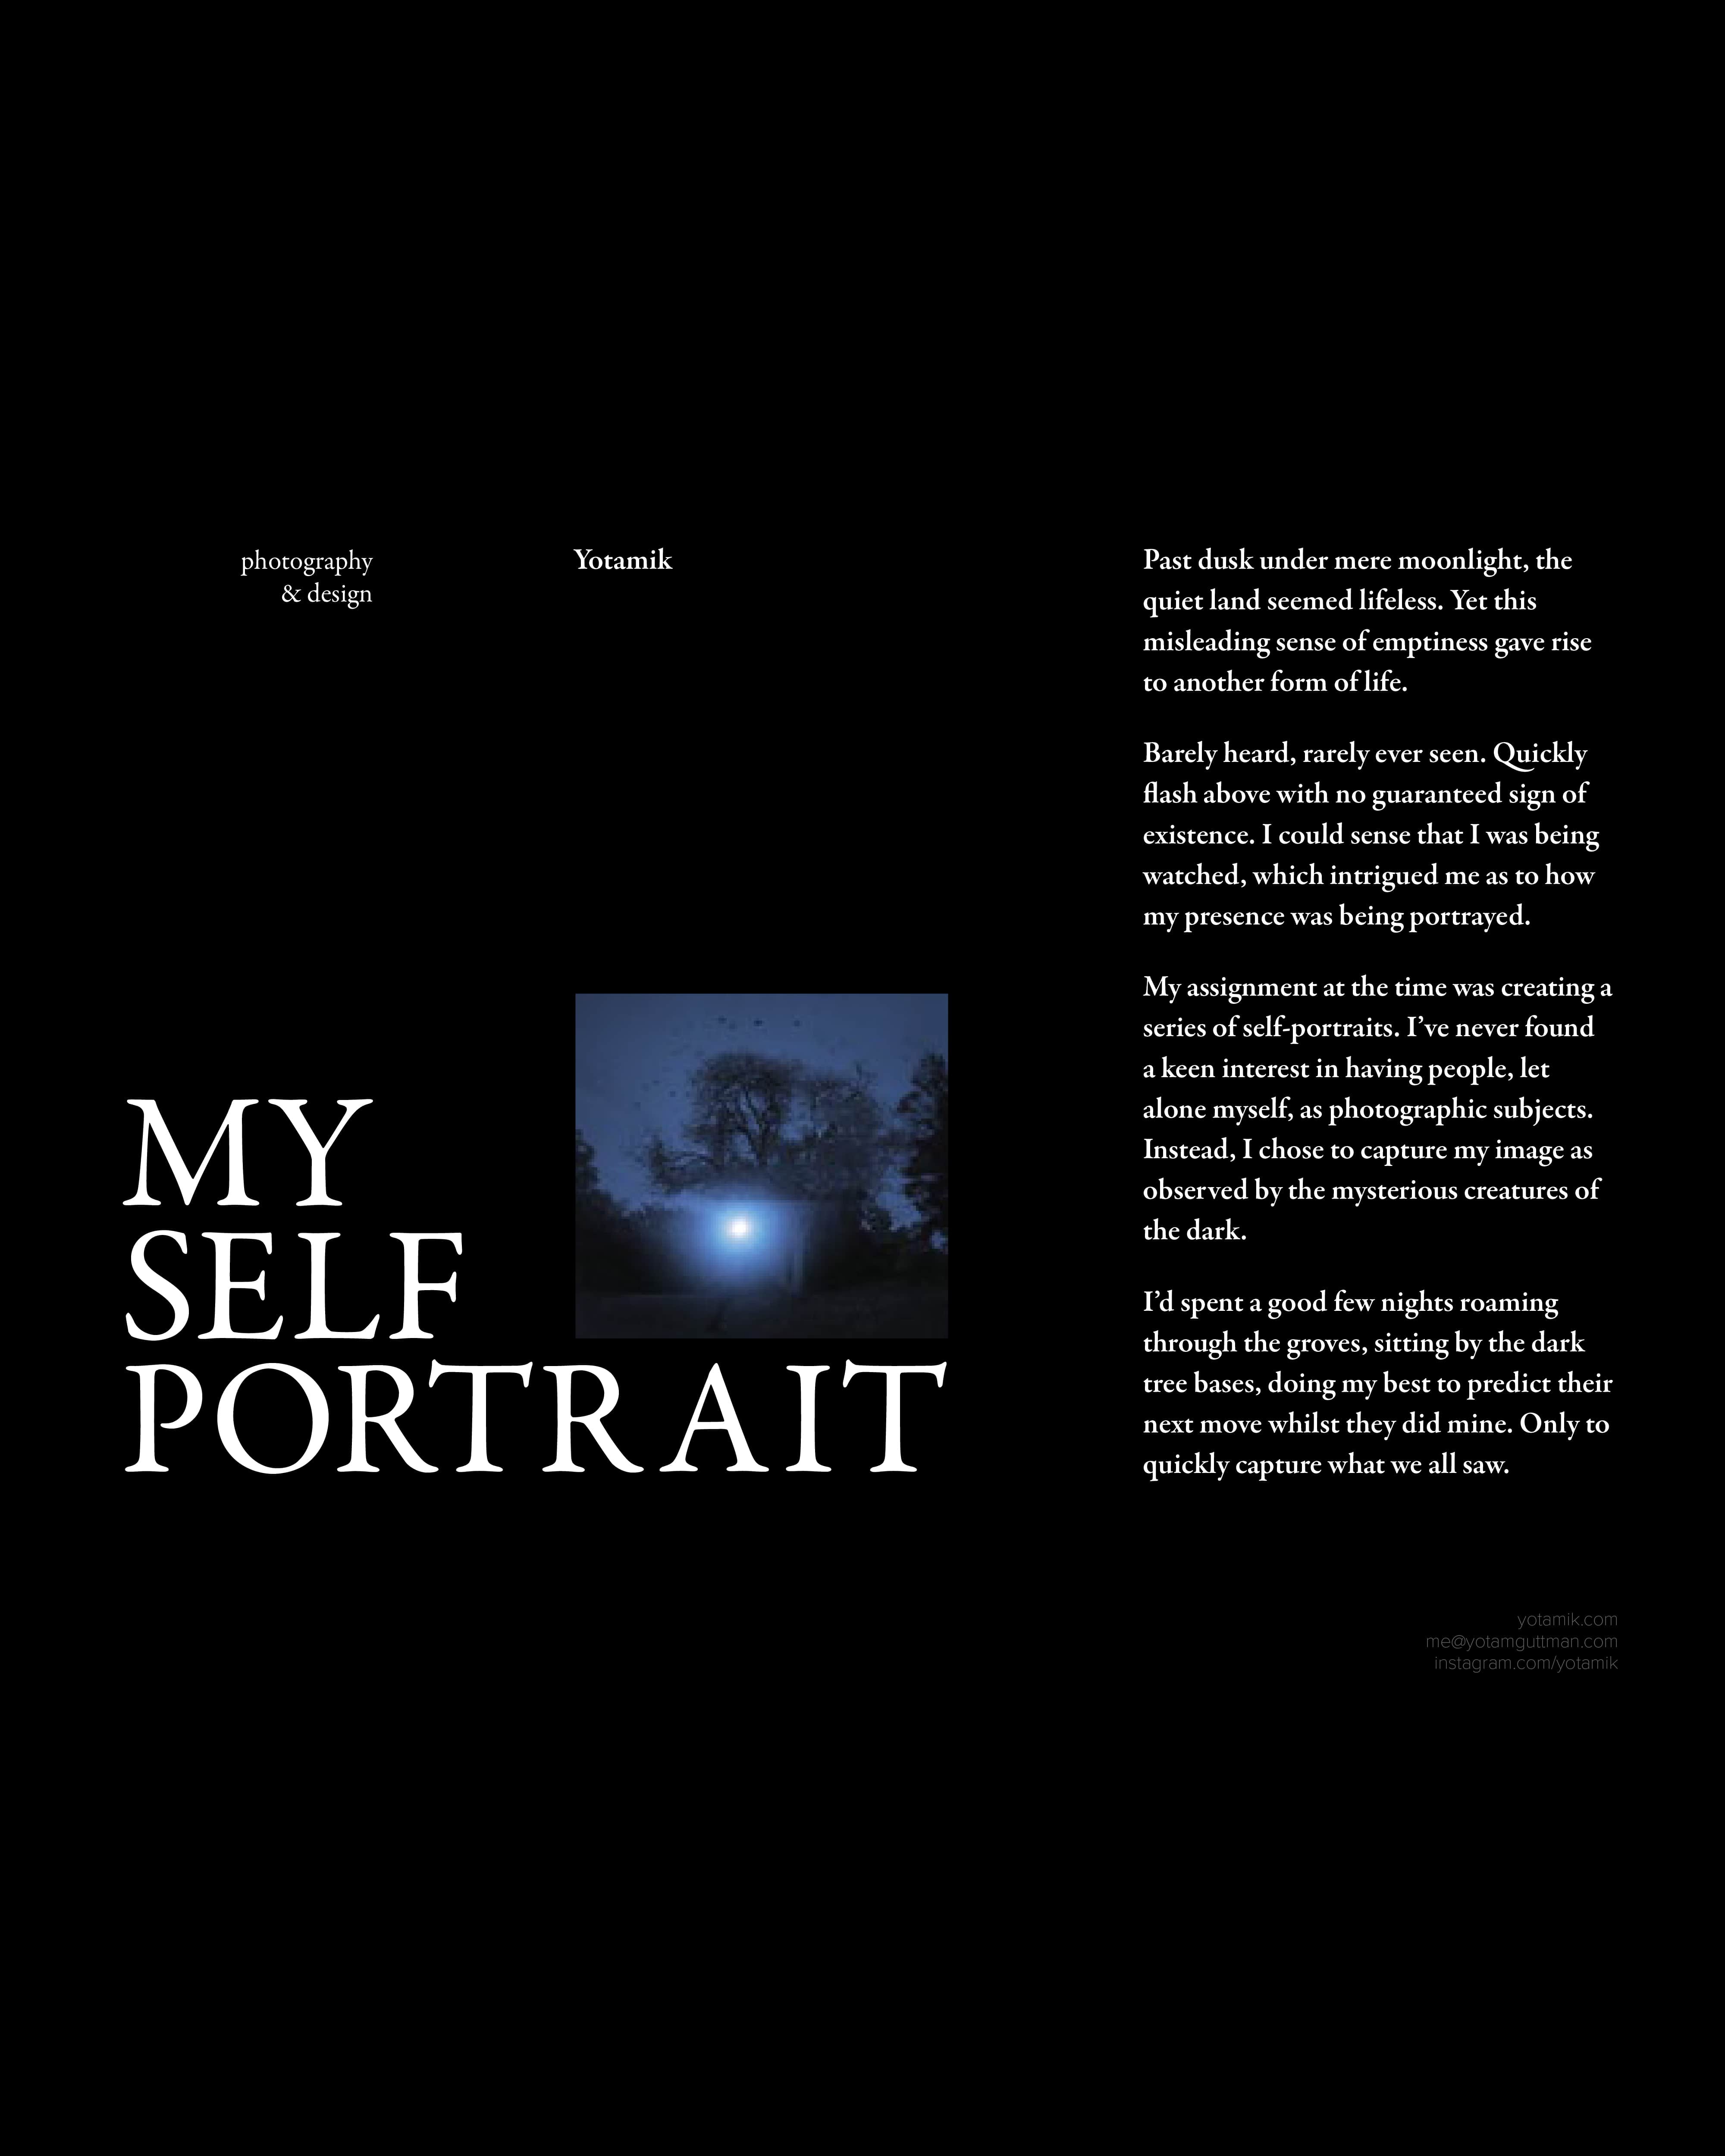 photography
& design
Yotamik
MY
SELF
PORTRAIT
Past dusk under mere moonlight, the
quiet land seemed lifeless. Yet this
misleading sense of emptiness gave rise
to another form of life.
Barely heard, rarely ever seen. Quickly
flash above with no guaranteed sign of
existence. I could sense that I was being
watched, which intrigued me as to how
my presence was being portrayed.
My assignment at the time was creating a
series of self-portraits. I’ve never found
a keen interest in having people, let
alone myself, as photographic subjects.
Instead, I chose to capture my image as
observed by the mysterious creatures of
the dark.
I’d spent a good few nights roaming
through the groves, sitting by the dark
tree bases, doing my best to predict their
next move whilst they did mine. Only to
quickly capture what we all saw.
yotamik.com
me@yotamguttman.com
instagram.com/yotamik